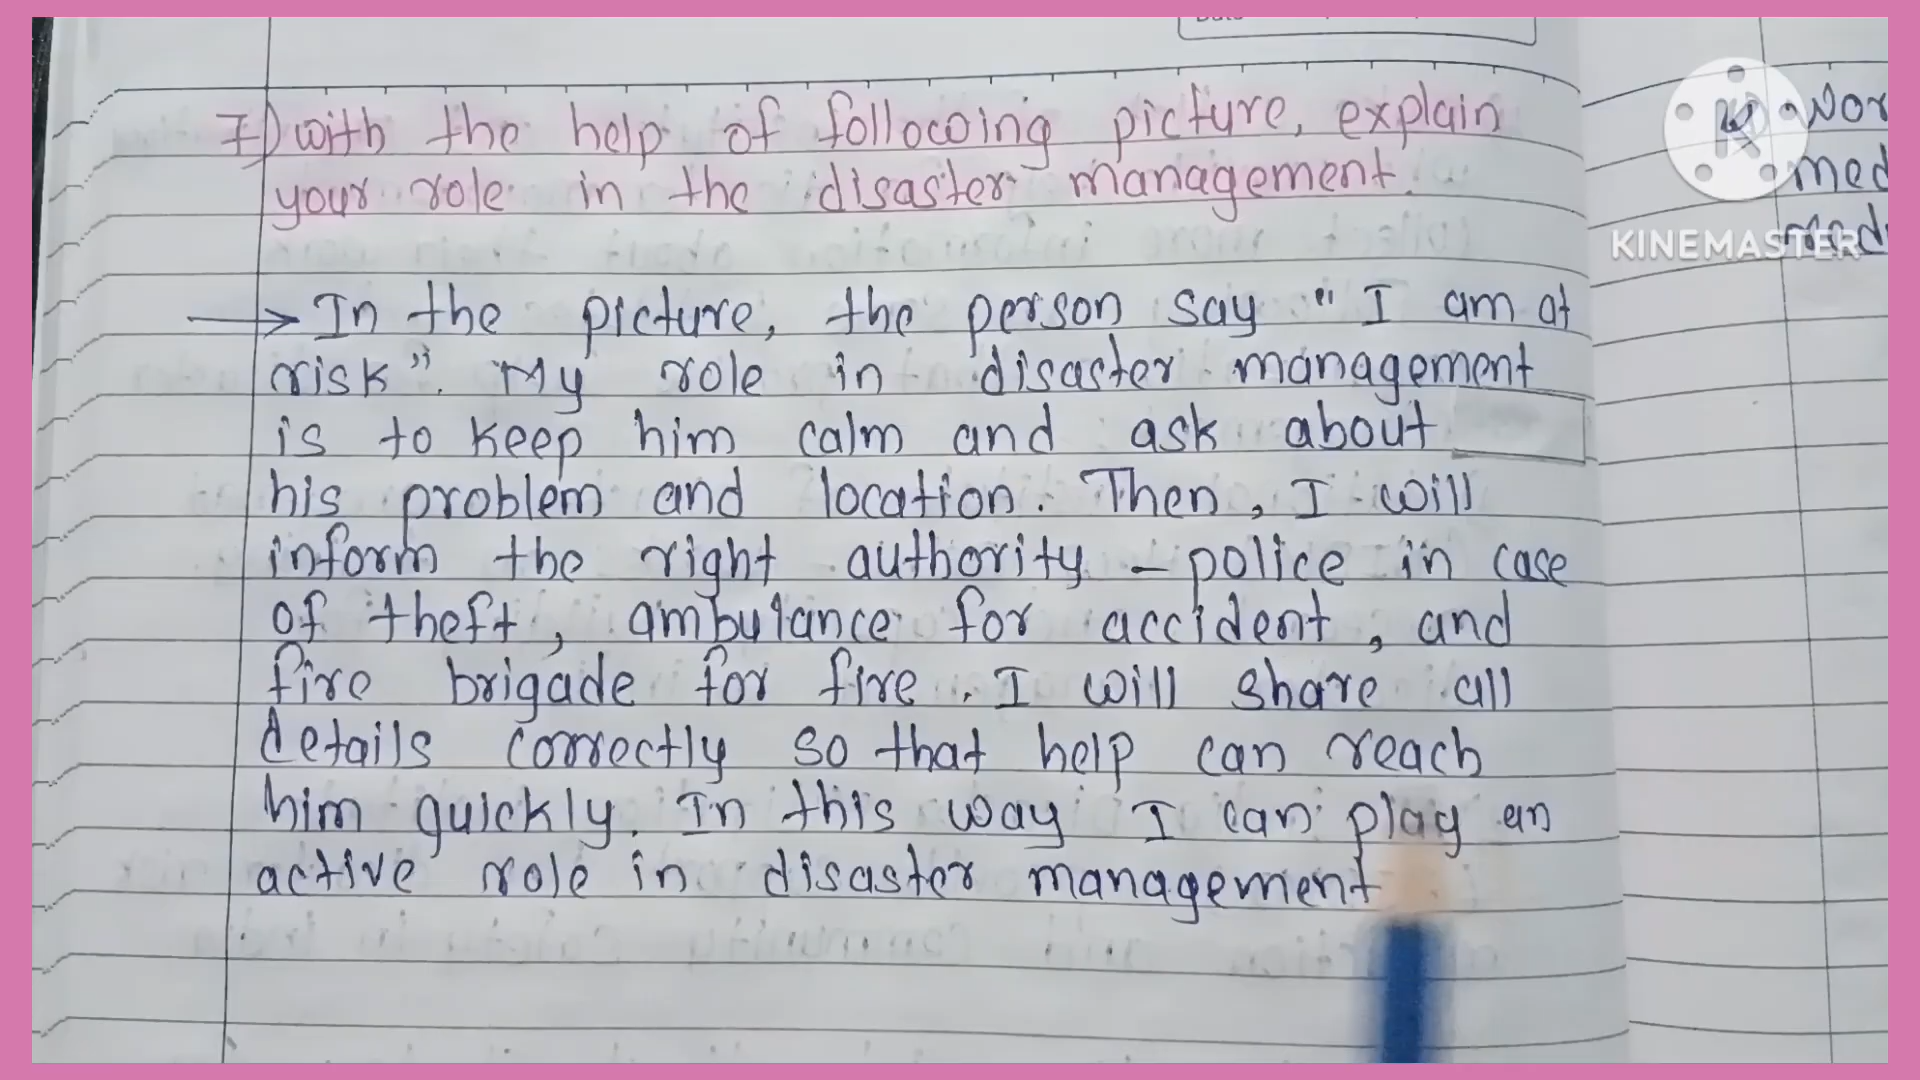 7) with the help of following picture, explain
your role in the disaster management.
→ In the picture, the person say "I am at
risk". My role in disaster management
is to keep him calm and ask about
his problem and location. Then, I will
inform the right authority - police in case
of theft, ambulance for accident, and
fire brigade for fire. I will share all
details correctly so that help can reach
him quickly. In this way I can play an
active role in disaster management
KINEMASTER